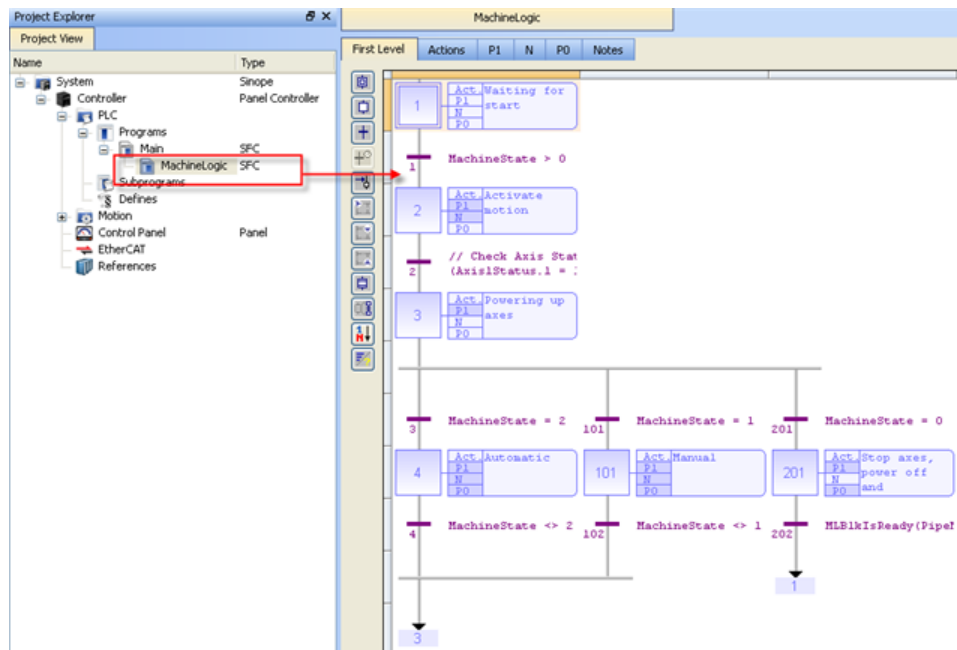 Project Explorer
Project View
Name Type
System Sinope
Controller Panel Controller
PLC
Programs
Main SFC
MachineLogic SFC
Subprograms
Defines
Motion
Control Panel Panel
EtherCAT
References
MachineLogic
First Level Actions P1 N P0 Notes
1
Act. Waiting for
P1 start
N
P0
1 MachineState > 0
2
Act. Activate
P1 motion
N
P0
// Check Axis Stat
2 (Axis1Status.1 =
3
Act. Powering up
P1 axes
N
P0
3 MachineState = 2 101 MachineState = 1 201 MachineState = 0
4
Act. Automatic
P1
N
P0
101
Act. Manual
P1
N
P0
201
Act. Stop axes,
P1 power off
N and
P0
4 MachineState <> 2 102 MachineState <> 1 202 MLBlkIsReady(Pipe
1
3